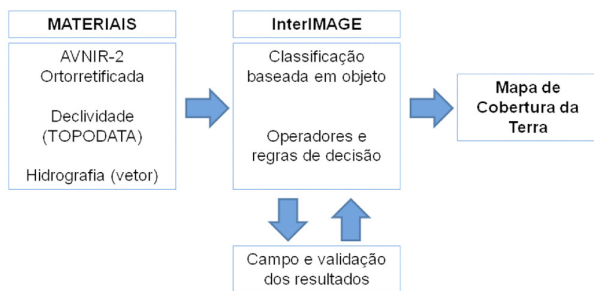 MATERIAIS
AVNIR-2
Ortorretificada
Declividade
(TOPODATA)
Hidrografia (vetor)
InterIMAGE
Classificação
baseada em objeto
Operadores e
regras de decisão
Mapa de
Cobertura da
Terra
Campo e validação
dos resultados